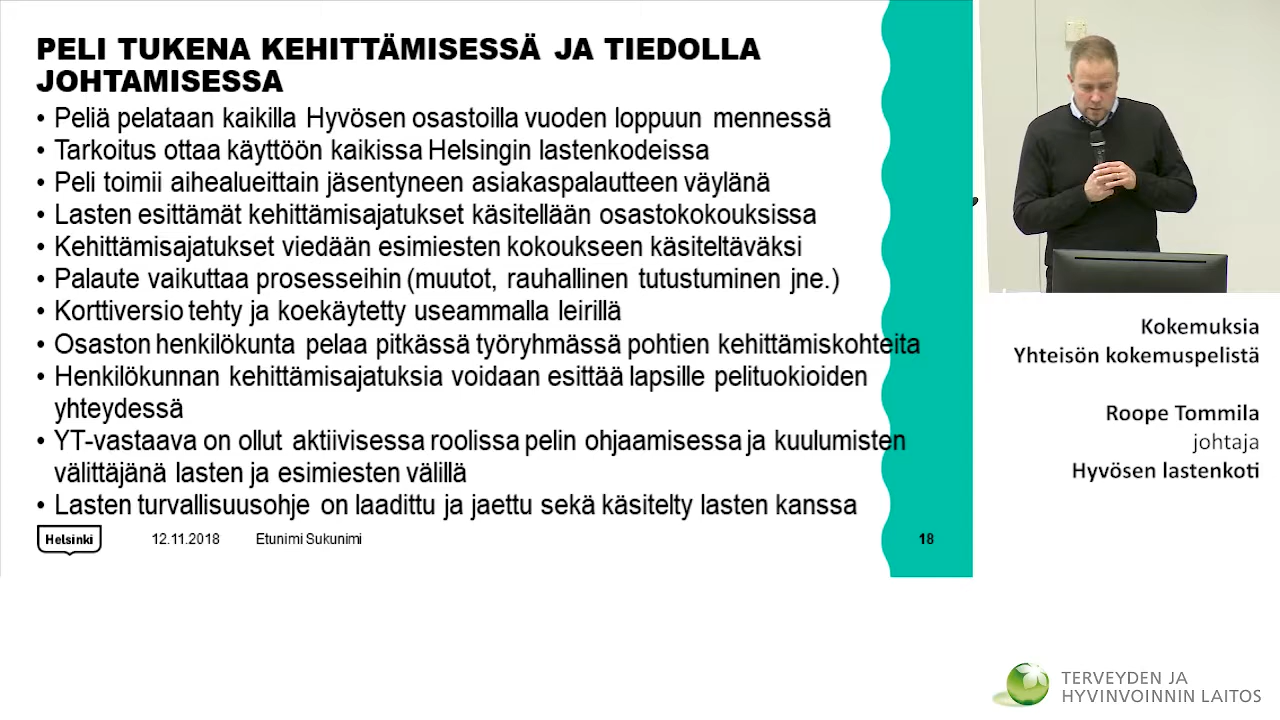 PELI TUKENA KEHITTÄMISESSÄ JA TIEDOLLA
JOHTAMISESSA
• Peliä pelataan kaikilla Hyvösen osastoilla vuoden loppuun mennessä
• Tarkoitus ottaa käyttöön kaikissa Helsingin lastenkodeissa
• Peli toimii aihealueittain jäsentyneen asiakaspalautteen väylänä
• Lasten esittämät kehittämisajatukset käsitellään osastokokouksissa
• Kehittämisajatukset viedään esimiesten kokoukseen käsiteltäväksi
• Palaute vaikuttaa prosesseihin (muutot, rauhallinen tutustuminen jne.)
• Korttiversio tehty ja koekäytetty useammalla leirillä
• Osaston henkilökunta pelaa pitkässä työryhmässä pohtien kehittämiskohteita
• Henkilökunnan kehittämisajatuksia voidaan esittää lapsille pelituokioiden
yhteydessä
• YT-vastaava on ollut aktiivisessa roolissa pelin ohjaamisessa ja kuulumisten
välittäjänä lasten ja esimiesten välillä
• Lasten turvallisuusohje on laadittu ja jaettu sekä käsitelty lasten kanssa
Helsinki 12.11.2018 Etunimi Sukunimi 18
Kokemuksia
Yhteisön kokemuspelistä
Roope Tommila
johtaja
Hyvösen lastenkoti
TERVEYDEN JA
HYVINVOINNIN LAITOS